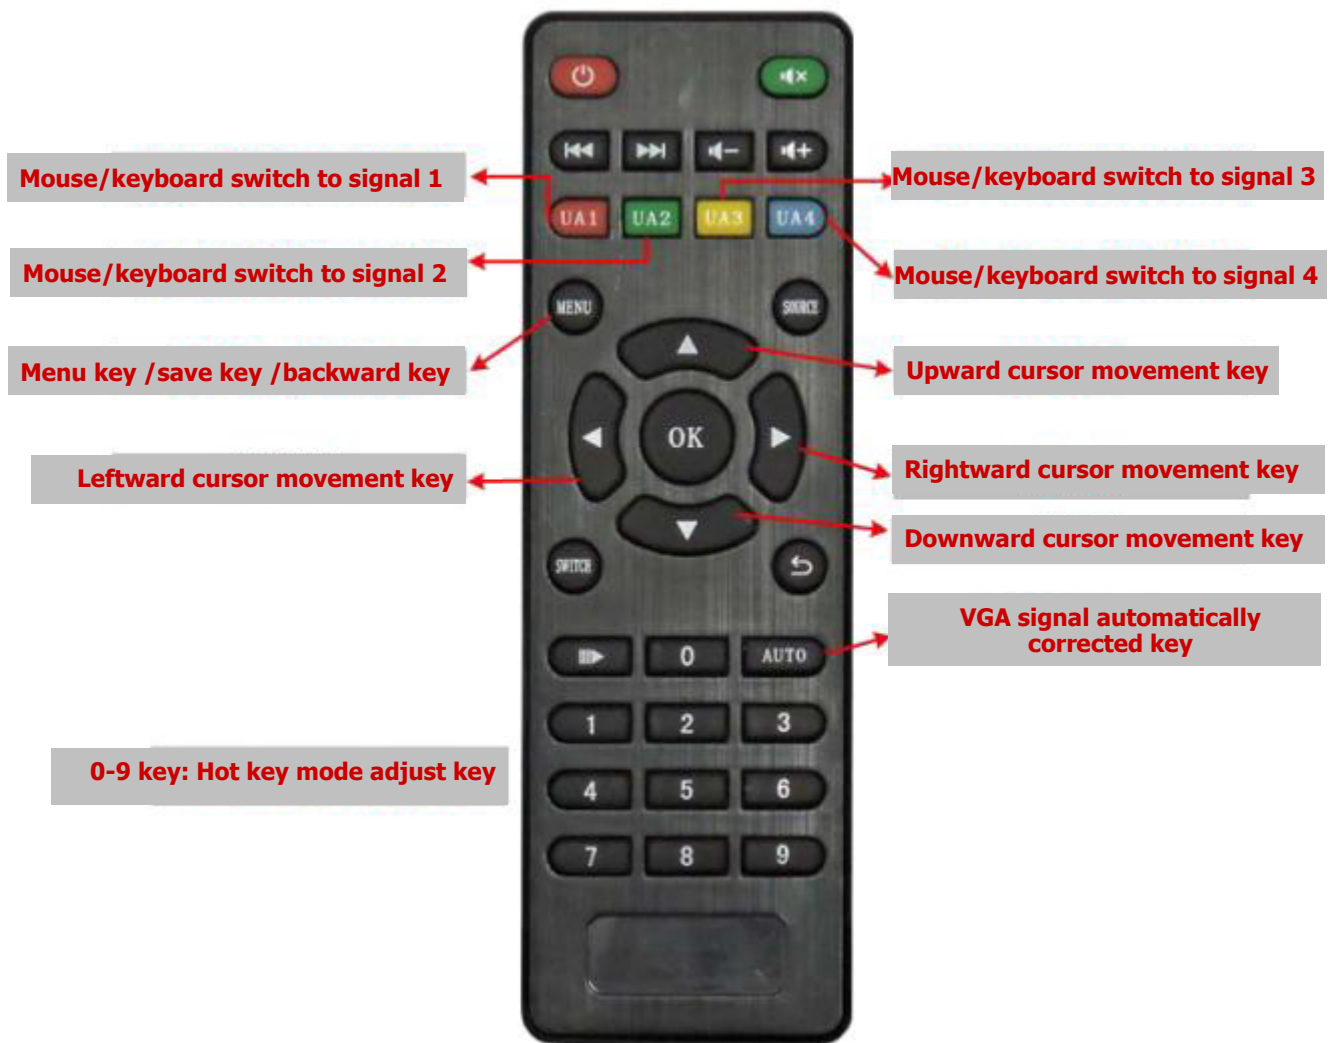 Mouse/keyboard switch to signal 1
Mouse/keyboard switch to signal 3
UA1 UA2 UA3 UA4
Mouse/keyboard switch to signal 2
Mouse/keyboard switch to signal 4
MENU
SOURCE
Menu key /save key /backward key
Upward cursor movement key
OK
Leftward cursor movement key
Rightward cursor movement key
Downward cursor movement key
SWITCH
VGA signal automatically
corrected key
0 AUTO
1 2 3
0-9 key: Hot key mode adjust key
4 5 6
7 8 9